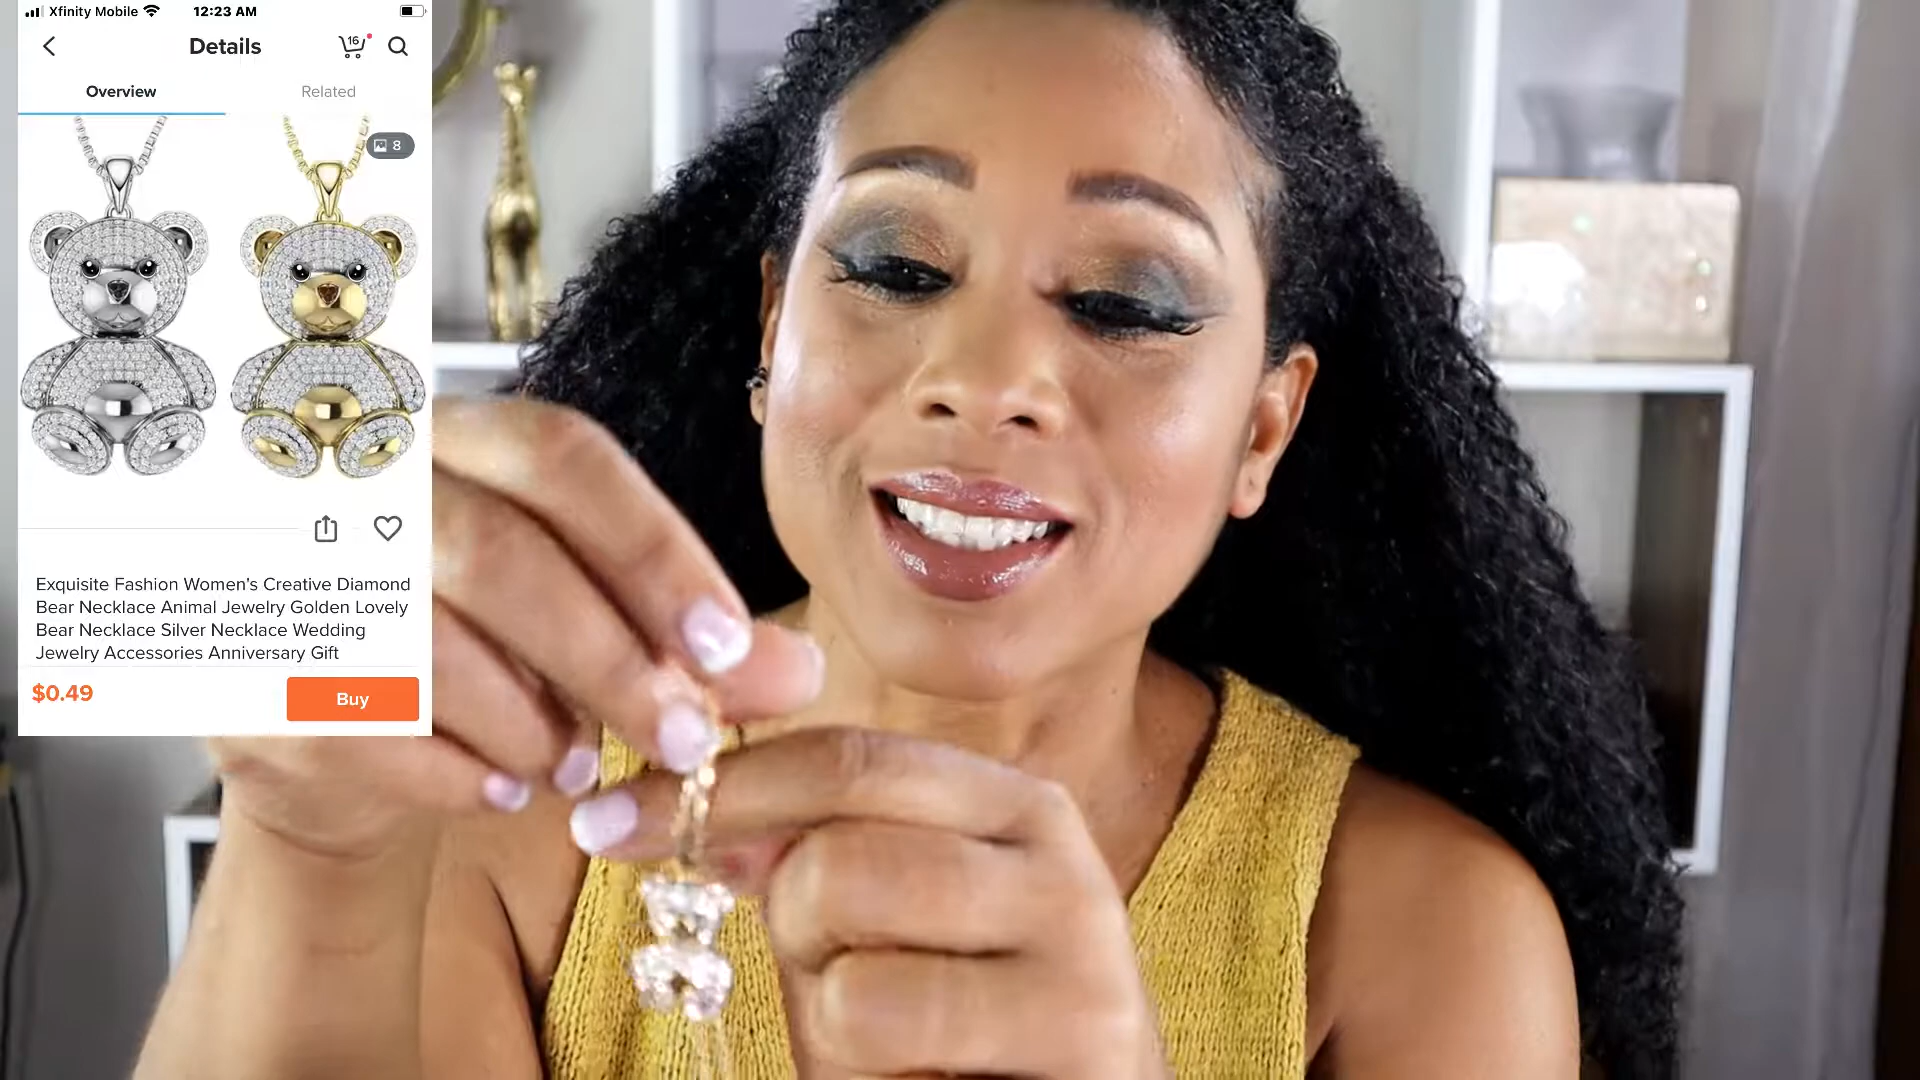 Xfinity Mobile 12:23 AM
Details
16
Overview Related
8
Exquisite Fashion Women's Creative Diamond
Bear Necklace Animal Jewelry Golden Lovely
Bear Necklace Silver Necklace Wedding
Jewelry Accessories Anniversary Gift
$0.49
Buy